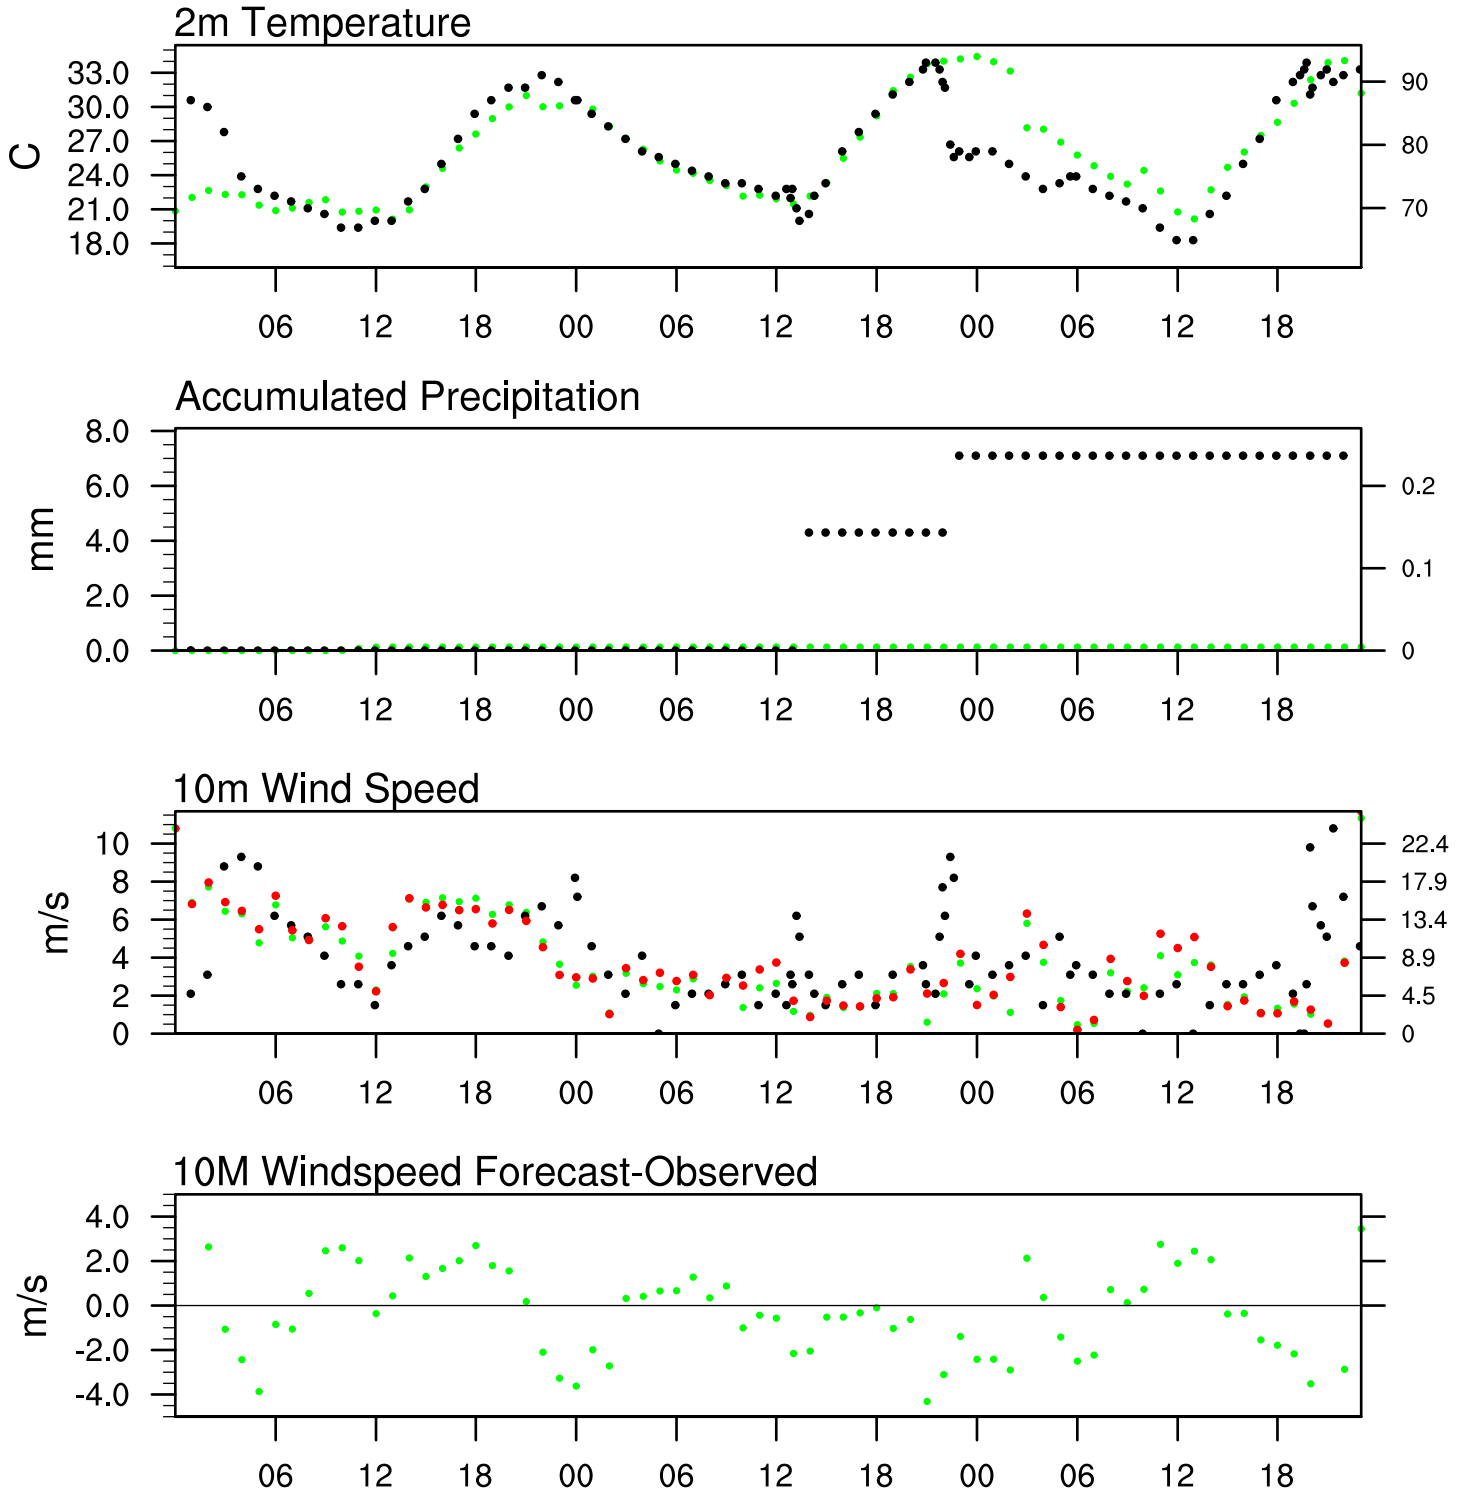 2m Temperature
33.0
30.0
27.0
24.0
21.0
18.0
C
90
80
70
06 12 18 00 06 12 18 00 06 12 18
Accumulated Precipitation
8.0
6.0
4.0
2.0
0.0
mm
0.2
0.1
0
06 12 18 00 06 12 18 00 06 12 18
10m Wind Speed
10
8
6
4
2
0
m/s
22.4
17.9
13.4
8.9
4.5
0
06 12 18 00 06 12 18 00 06 12 18
10M Windspeed Forecast-Observed
4.0
2.0
0.0
-2.0
-4.0
m/s
06 12 18 00 06 12 18 00 06 12 18